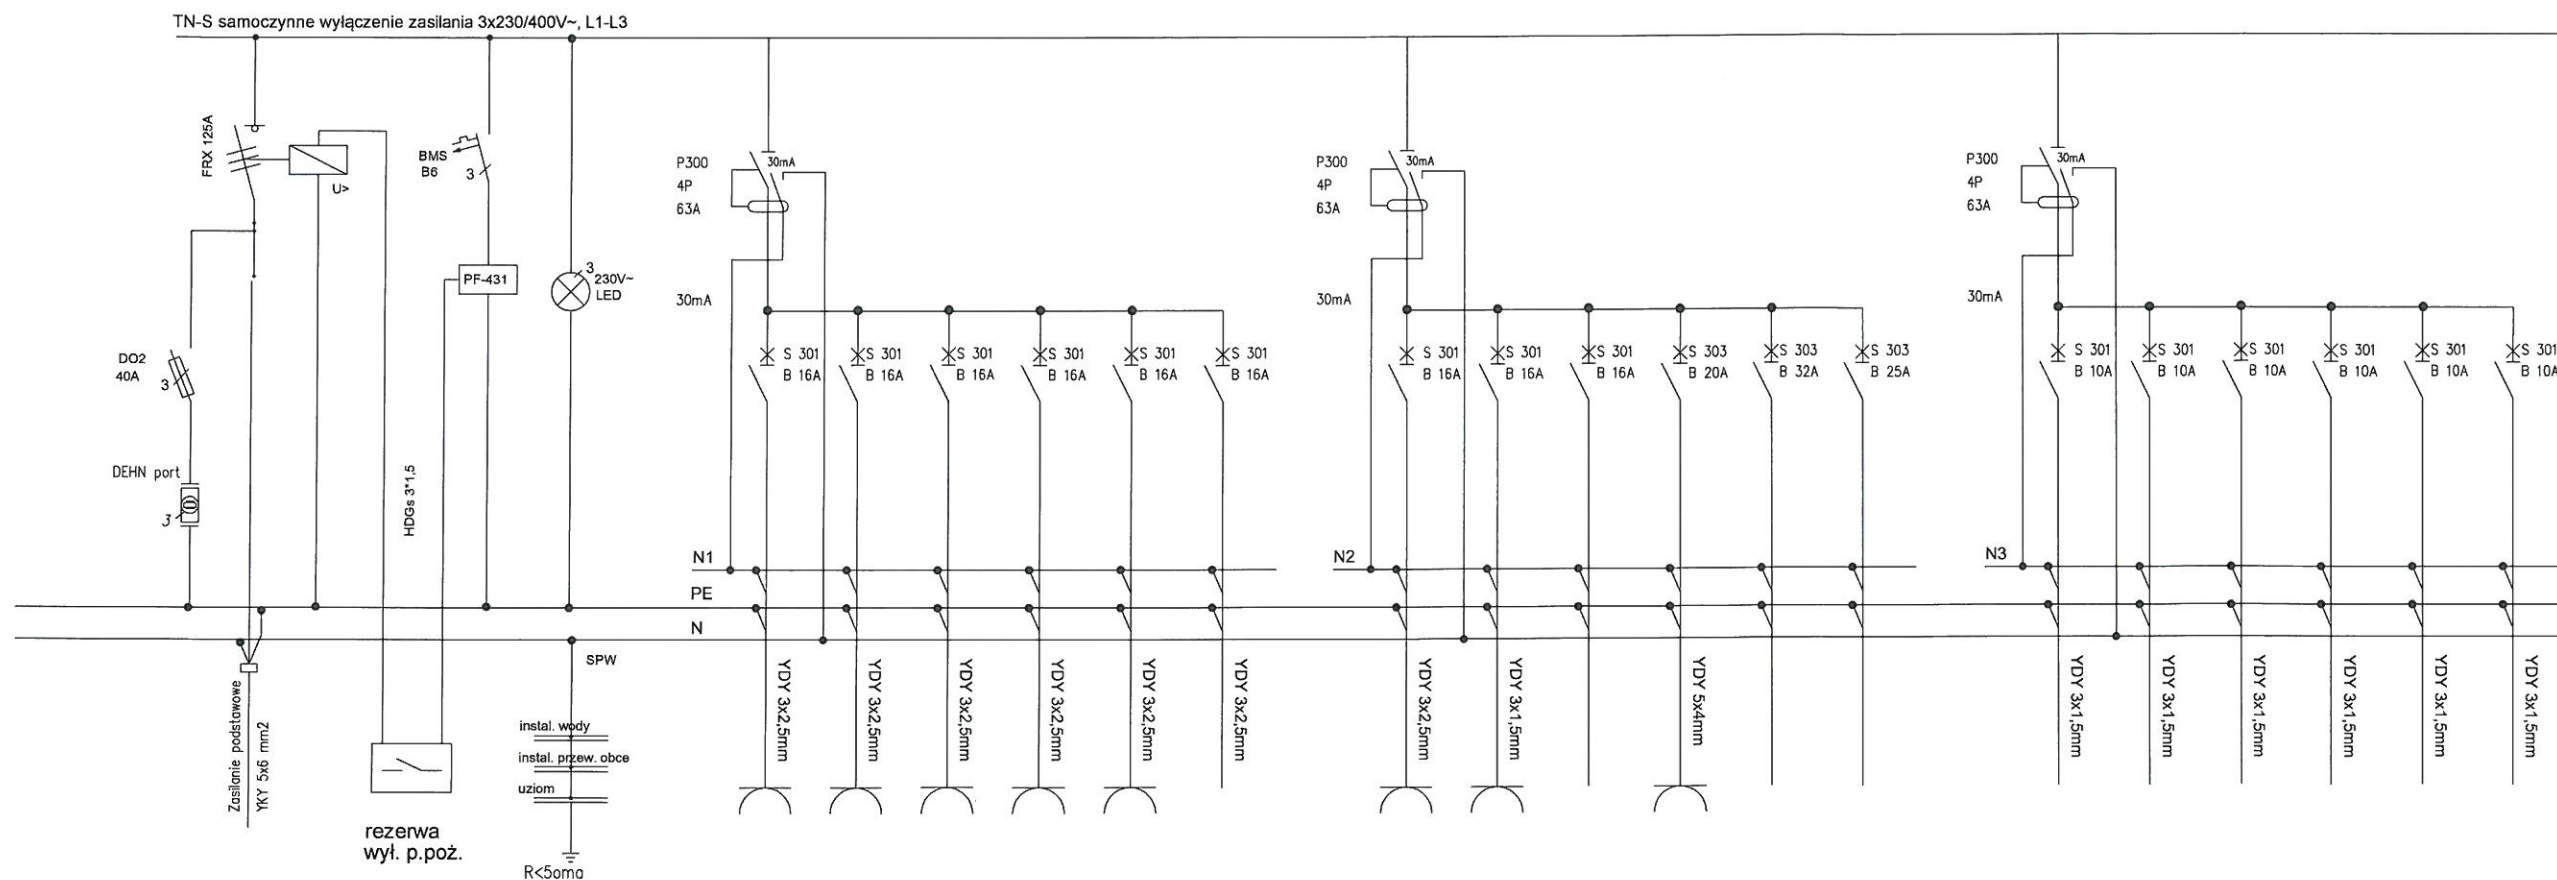 TN-S samoczynne wyłączenie zasilania 3x230/400V~, L1-L3
FRX 125A
U>
BMS
B6
3
PF-431
3
230V~
LED
DO2
40A
3
DEHN port
3
HDGs 3*1,5
Zasilanie podstawowe
YKY 5x6 mm2
rezerwa
wył. p.poż.
SPW
instal. wody
instal. przew. obce
uziom
R<5oma
P300
4P
63A
30mA
30mA
S 301
B 16A
S 301
B 16A
S 301
B 16A
S 301
B 16A
S 301
B 16A
S 301
B 16A
N1
PE
N
YDY 3x2,5mm
YDY 3x2,5mm
YDY 3x2,5mm
YDY 3x2,5mm
YDY 3x2,5mm
YDY 3x2,5mm
P300
4P
63A
30mA
30mA
S 301
B 16A
S 301
B 16A
S 301
B 16A
S 303
B 20A
S 303
B 32A
S 303
B 25A
N2
YDY 3x2,5mm
YDY 3x1,5mm
YDY 5x4mm
P300
4P
63A
30mA
30mA
S 301
B 10A
S 301
B 10A
S 301
B 10A
S 301
B 10A
S 301
B 10A
S 301
B 10A
N3
YDY 3x1,5mm
YDY 3x1,5mm
YDY 3x1,5mm
YDY 3x1,5mm
YDY 3x1,5mm
YDY 3x1,5mm